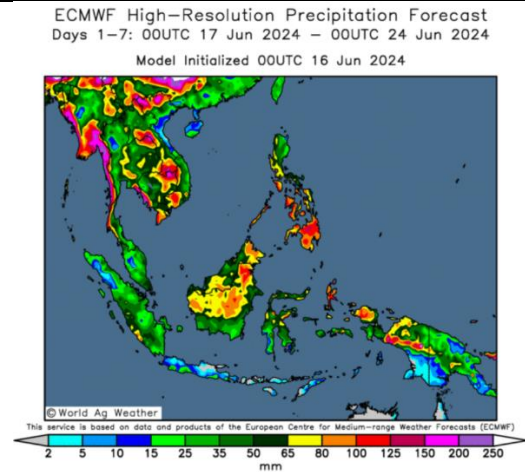 ECMWF High-Resolution Precipitation Forecast
Days 1-7: 00UTC 17 Jun 2024 - 00UTC 24 Jun 2024
Model Initialized 00UTC 16 Jun 2024
© World Ag Weather
This service is based on data and products of the European Centre for Medium-range Weather Forecasts (ECMWF)
2 5 10 15 25 35 50 65 80 100 125 150 200 250
mm